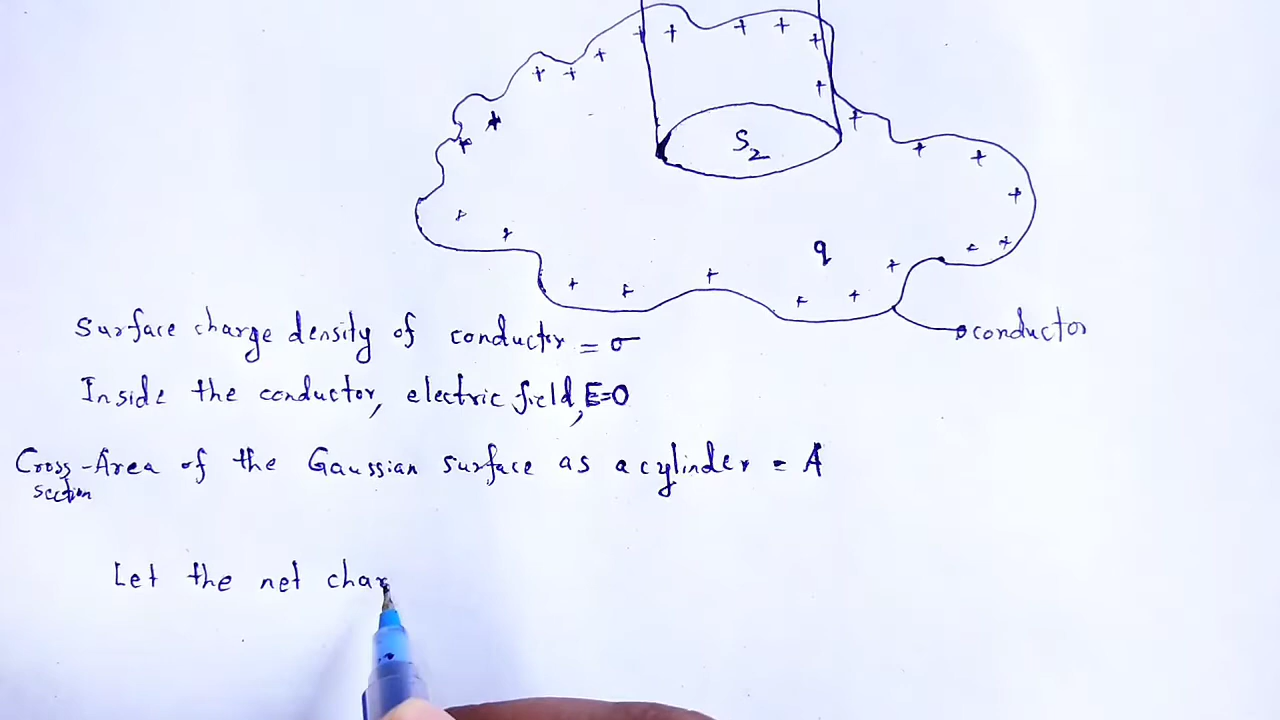 S₂
q
conductor
Surface charge density of conductor = σ
Inside the conductor, electric field, E=0
Cross-Area of the Gaussian surface as a cylinder = A
section
Let the net char